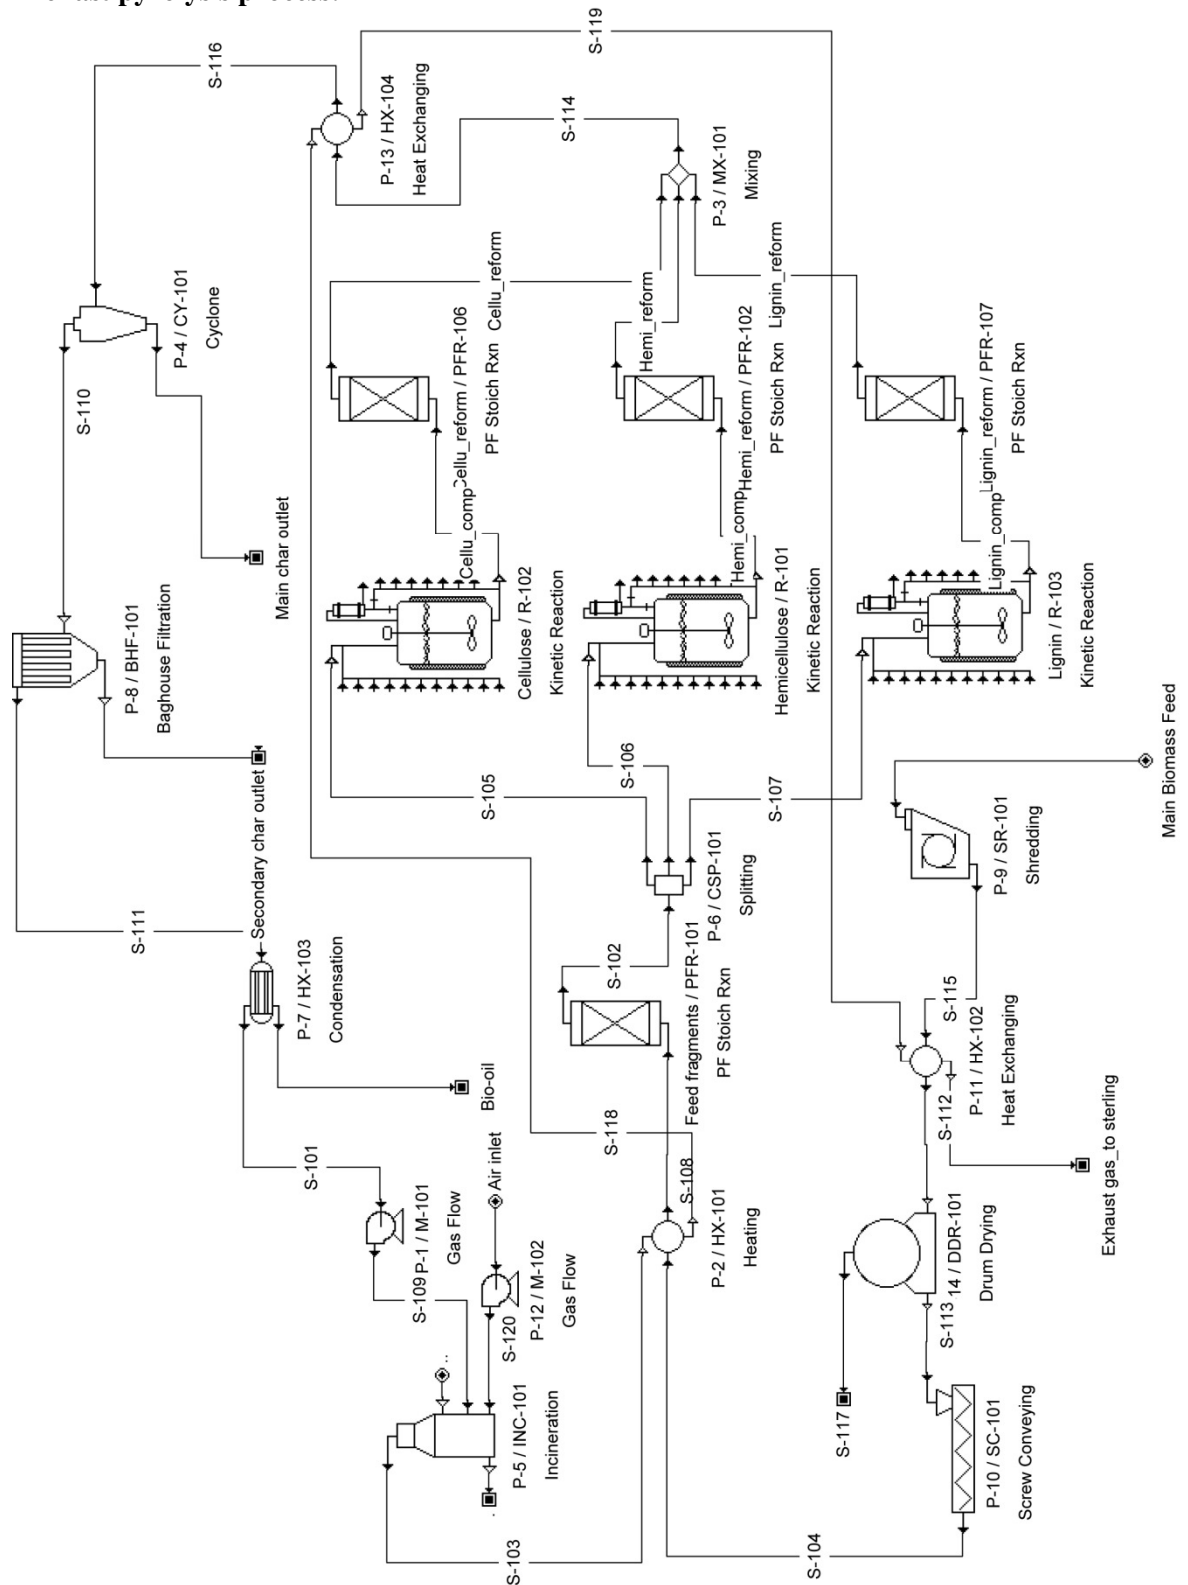 S-116
S-119
P-13 / HX-104
Heat Exchanging
S-114
P-3 / MX-101
Mixing
P-4 / CY-101
Cyclone
S-110
Main char outlet
P-8 / BHF-101
Baghouse Filtration
Secondary char outlet
S-111
P-7 / HX-103
Condensation
Bio-oil
S-101
P-1 / M-101
Gas Flow
S-109
Air inlet
P-12 / M-102
Gas Flow
S-120
P-5 / INC-101
Incineration
S-103
Cellu_reform
Cellu_reform / PFR-106
PF Stoich Rxn
Cellu_comp
Cellulose / R-102
Kinetic Reaction
S-105
Hemi_reform
Hemi_reform / PFR-102
PF Stoich Rxn
Hemi_comp
Hemicellulose / R-101
Kinetic Reaction
S-106
Lignin_reform
Lignin_reform / PFR-107
PF Stoich Rxn
Lignin_comp
Lignin / R-103
Kinetic Reaction
S-107
P-6 / CSP-101
Splitting
S-102
Feed fragments / PFR-101
PF Stoich Rxn
S-118
S-108
P-2 / HX-101
Heating
Main Biomass Feed
P-9 / SR-101
Shredding
S-115
P-11 / HX-102
Heat Exchanging
S-112
Exhaust gas_to sterling
14 / DDR-101
Drum Drying
S-113
S-117
P-10 / SC-101
Screw Conveying
S-104